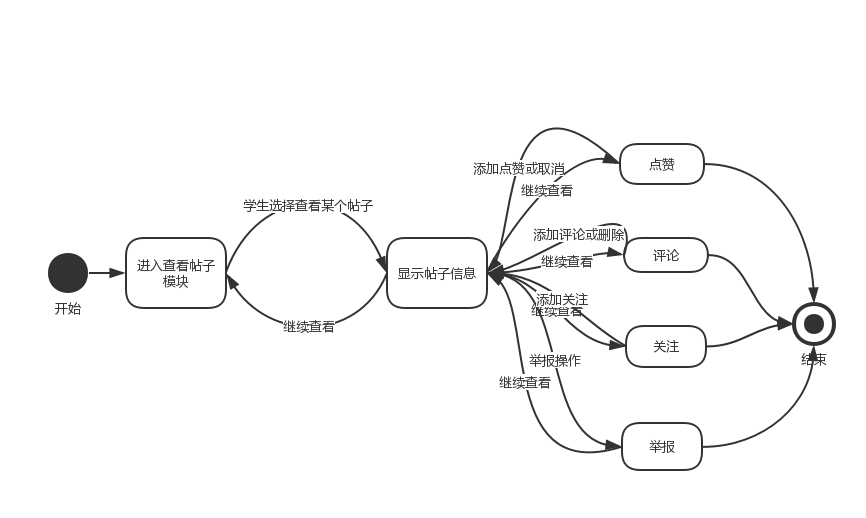 开始
进入查看帖子
模块
学生选择查看某个帖子
继续查看
显示帖子信息
添加点赞或取消
继续查看
添加评论或删除
继续查看
添加关注
继续查看
举报操作
继续查看
点赞
评论
关注
举报
结束